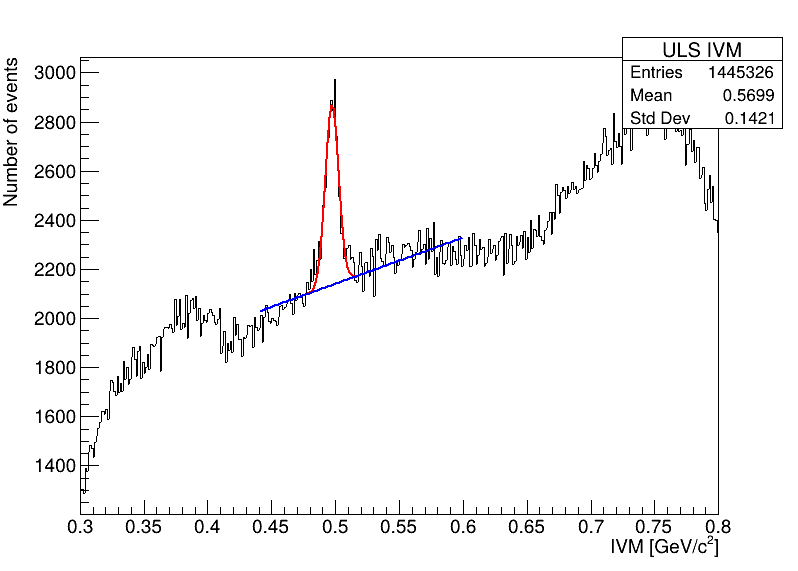 ULS IVM
Entries 1445326
Mean 0.5699
Std Dev 0.1421
Number of events
3000
2800
2600
2400
2200
2000
1800
1600
1400
0.3 0.35 0.4 0.45 0.5 0.55 0.6 0.65 0.7 0.75 0.8
IVM [GeV/c²]